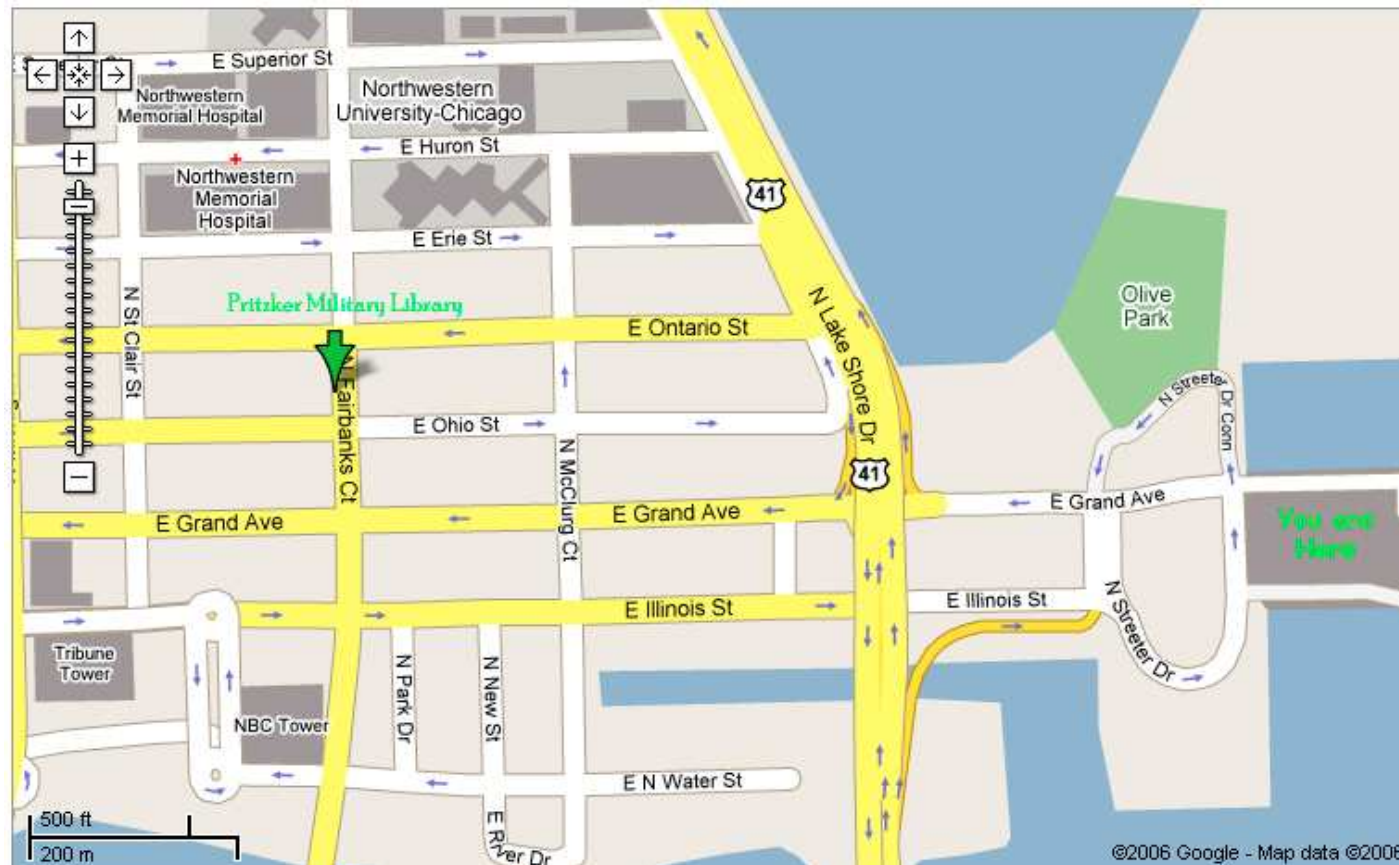 E Superior St
Northwestern
Memorial Hospital
Northwestern
University-Chicago
E Huron St
Northwestern
Memorial
Hospital
41
E Erie St
Pritzker Military Library
N St Clair St
E Ontario St
N Lake Shore Dr
Olive
Park
N Fairbanks Ct
E Ohio St
N McClurg Ct
N Streeter Dr Conn
41
E Grand Ave
E Grand Ave
E Grand Ave
You are
Here
E Illinois St
E Illinois St
N Streeter Dr
Tribune
Tower
N Park Dr
N New St
NBC Tower
E N Water St
E River Dr
500 ft
200 m
©2006 Google - Map data ©2006